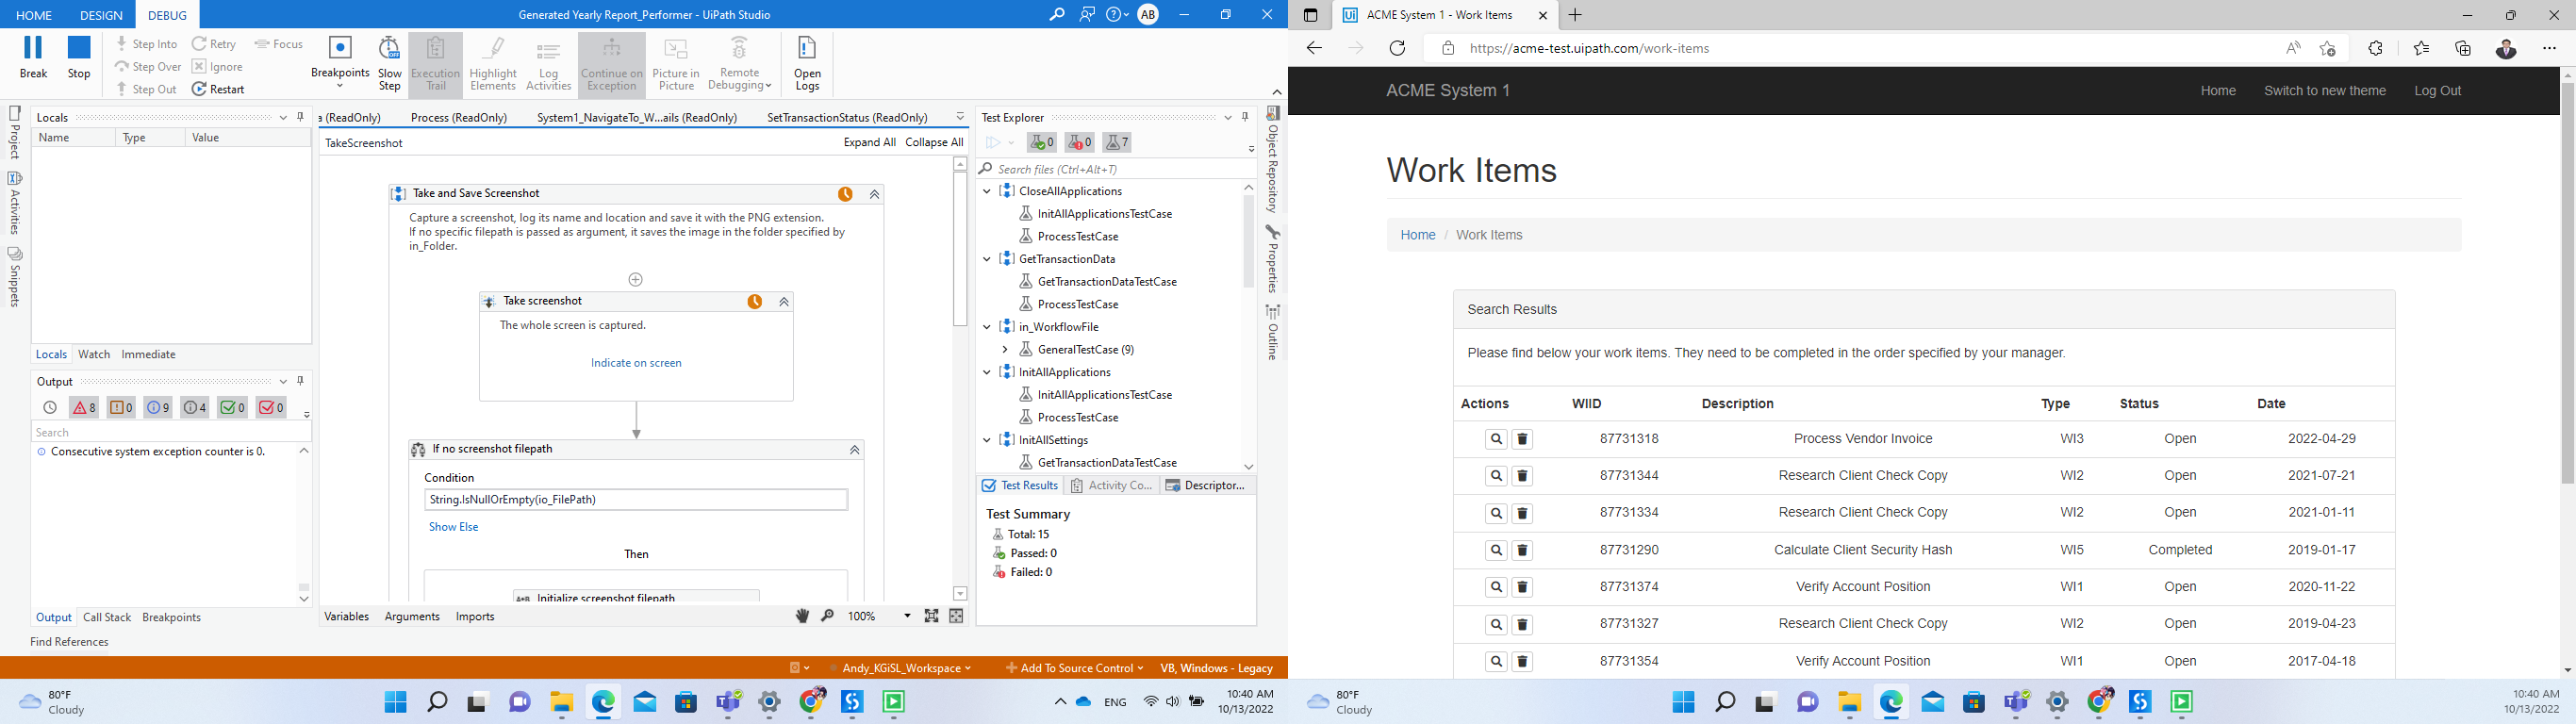 HOME DESIGN DEBUG
Generated Yearly Report_Performer - UiPath Studio
AB
Break
Stop
Step Into
Step Over
Step Out
Retry
Ignore
Restart
Focus
Breakpoints
Slow Step
Execution Trail
Highlight Elements
Log Activities
Continue on Exception
Picture in Picture
Remote Debugging
Open Logs
Project
Activities
Snippets
Locals
Name Type Value
Locals Watch Immediate
Output
8 0 9 4 0 0
Search
Consecutive system exception counter is 0.
Output Call Stack Breakpoints
Find References
a (ReadOnly) Process (ReadOnly) System1_NavigateTo_W...ails (ReadOnly) SetTransactionStatus (ReadOnly)
TakeScreenshot
Expand All Collapse All
Take and Save Screenshot
Capture a screenshot, log its name and location and save it with the PNG extension.
If no specific filepath is passed as argument, it saves the image in the folder specified by
in_Folder.
Take screenshot
The whole screen is captured.
Indicate on screen
If no screenshot filepath
Condition
String.IsNullOrEmpty(io_FilePath)
Show Else
Then
A+B Initialize screenshot filepath
Variables Arguments Imports
100%
Test Explorer
0 0 7
Search files (Ctrl+Alt+T)
CloseAllApplications
InitAllApplicationsTestCase
ProcessTestCase
GetTransactionData
GetTransactionDataTestCase
ProcessTestCase
in_WorkflowFile
GeneralTestCase (9)
InitAllApplications
InitAllApplicationsTestCase
ProcessTestCase
InitAllSettings
GetTransactionDataTestCase
Test Results Activity Co... Descriptor...
Test Summary
Total: 15
Passed: 0
Failed: 0
Object Repository
Properties
Outline
Andy_KGiSL_Workspace
Add To Source Control
VB, Windows - Legacy
80°F
Cloudy
ENG
10:40 AM
10/13/2022
Ui ACME System 1 - Work Items
https://acme-test.uipath.com/work-items
ACME System 1
Home Switch to new theme Log Out
Work Items
Home / Work Items
Search Results
Please find below your work items. They need to be completed in the order specified by your manager.
Actions WIID Description Type Status Date
87731318 Process Vendor Invoice WI3 Open 2022-04-29
87731344 Research Client Check Copy WI2 Open 2021-07-21
87731334 Research Client Check Copy WI2 Open 2021-01-11
87731290 Calculate Client Security Hash WI5 Completed 2019-01-17
87731374 Verify Account Position WI1 Open 2020-11-22
87731327 Research Client Check Copy WI2 Open 2019-04-23
87731354 Verify Account Position WI1 Open 2017-04-18
80°F
Cloudy
10:40 AM
10/13/2022